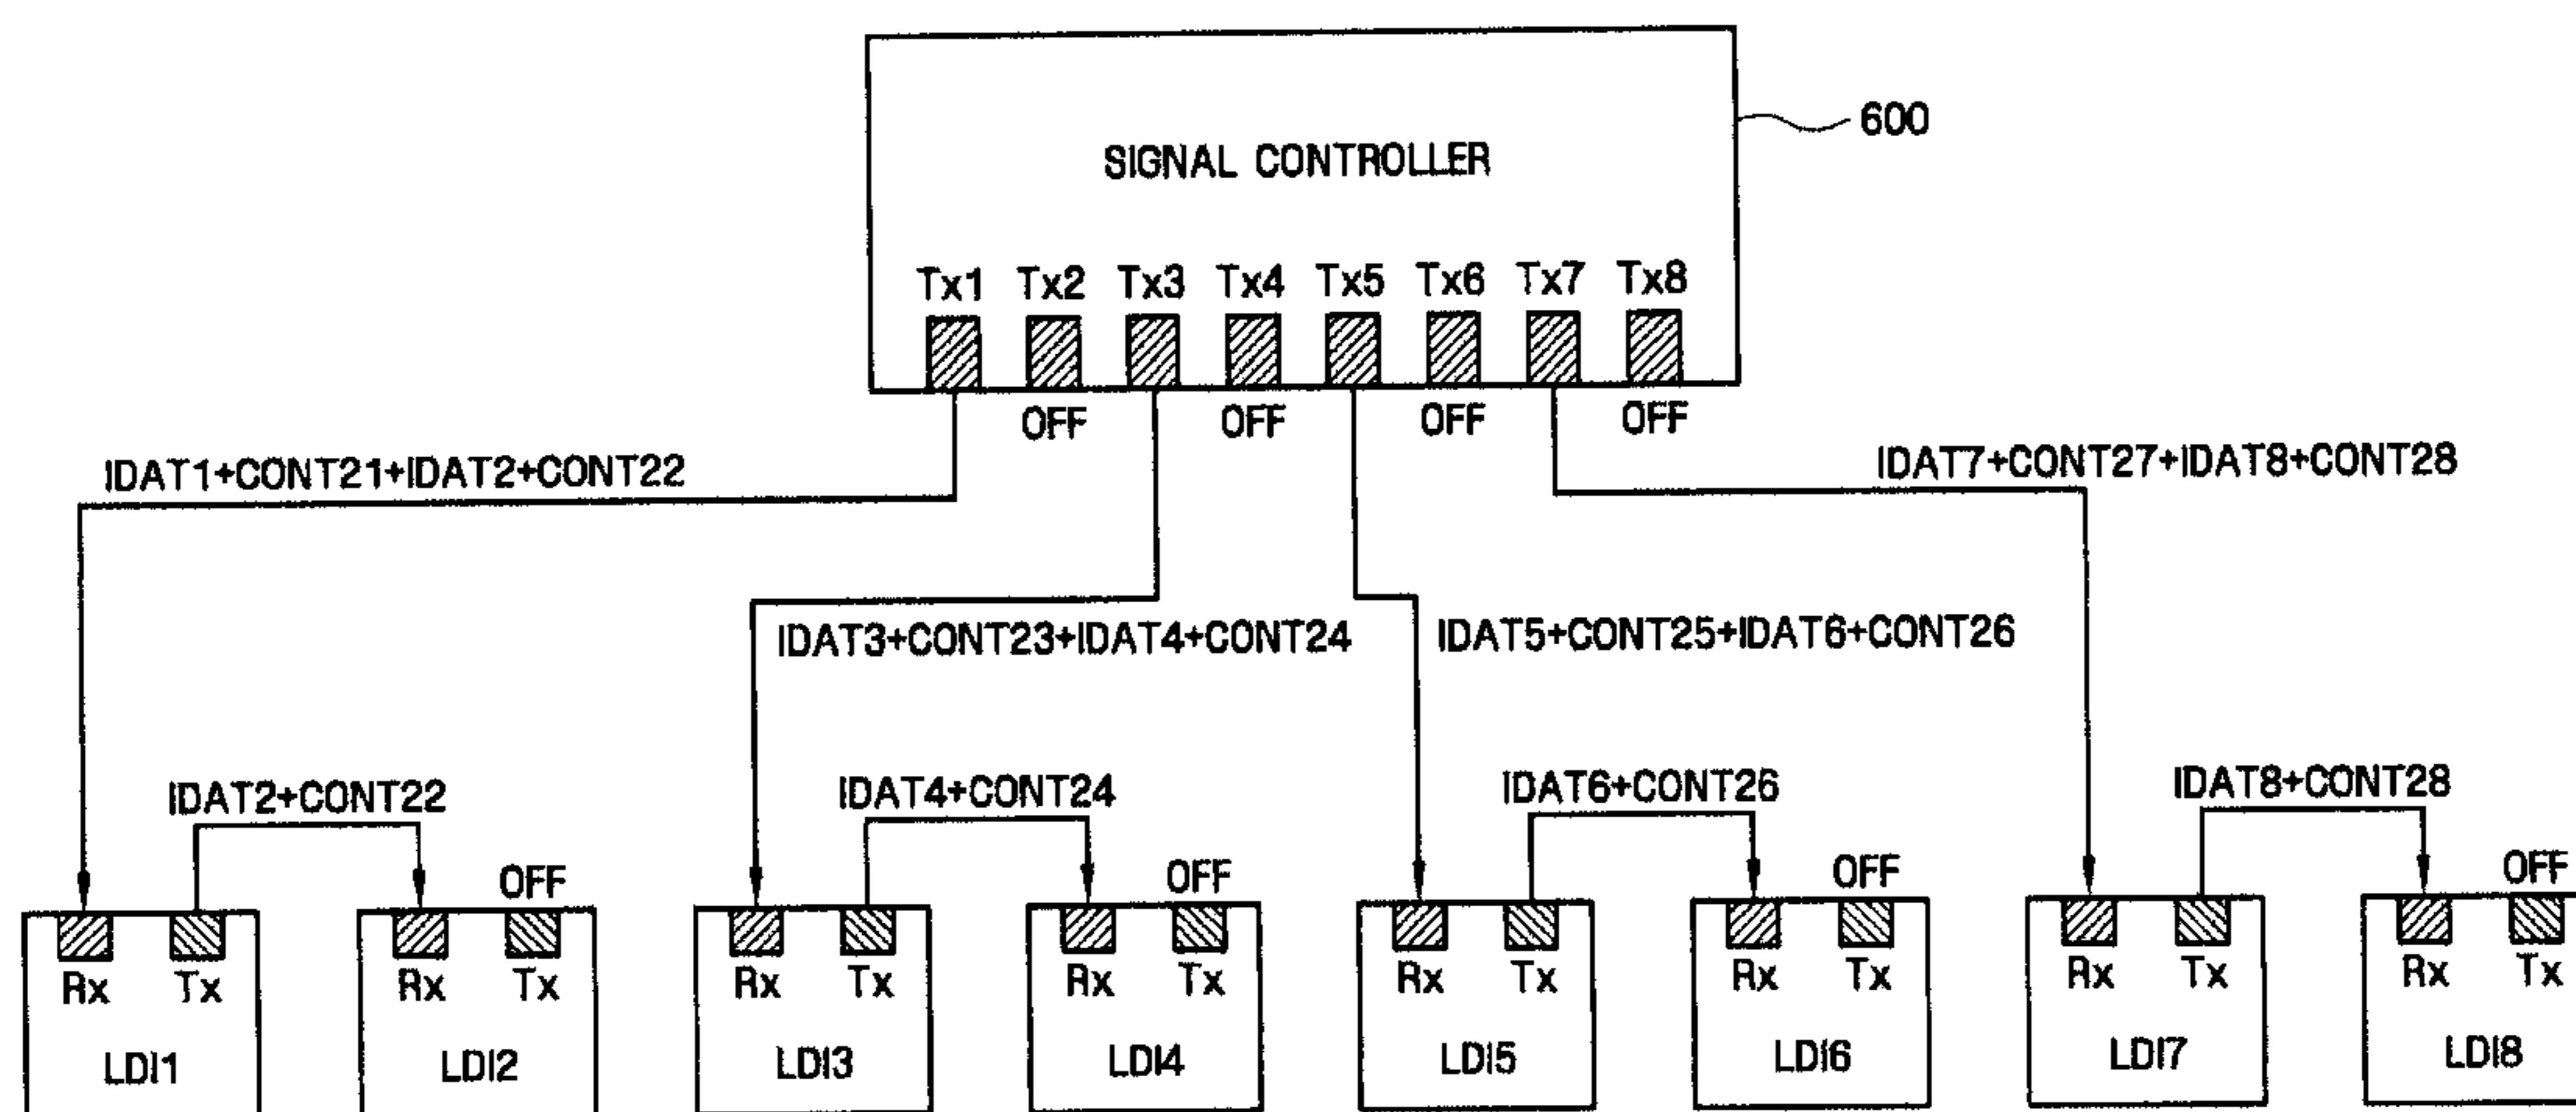 600
SIGNAL CONTROLLER
Tx1 Tx2 Tx3 Tx4 Tx5 Tx6 Tx7 Tx8
OFF OFF OFF OFF
IDAT1+CONT21+IDAT2+CONT22
IDAT7+CONT27+IDAT8+CONT28
IDAT3+CONT23+IDAT4+CONT24
IDAT5+CONT25+IDAT6+CONT26
IDAT2+CONT22
IDAT4+CONT24
IDAT6+CONT26
IDAT8+CONT28
OFF OFF OFF OFF
Rx Tx Rx Tx Rx Tx Rx Tx Rx Tx Rx Tx Rx Tx Rx Tx
LDI1 LDI2 LDI3 LDI4 LDI5 LDI6 LDI7 LDI8